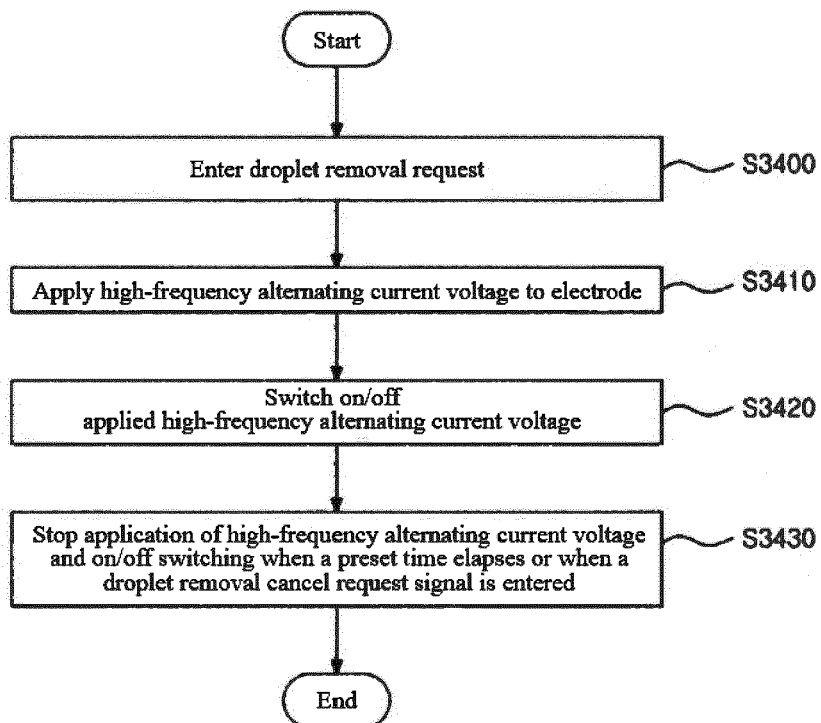 Start
Enter droplet removal request
S3400
Apply high-frequency alternating current voltage to electrode
S3410
Switch on/off
applied high-frequency alternating current voltage
S3420
Stop application of high-frequency alternating current voltage
and on/off switching when a preset time elapses or when a
droplet removal cancel request signal is entered
S3430
End